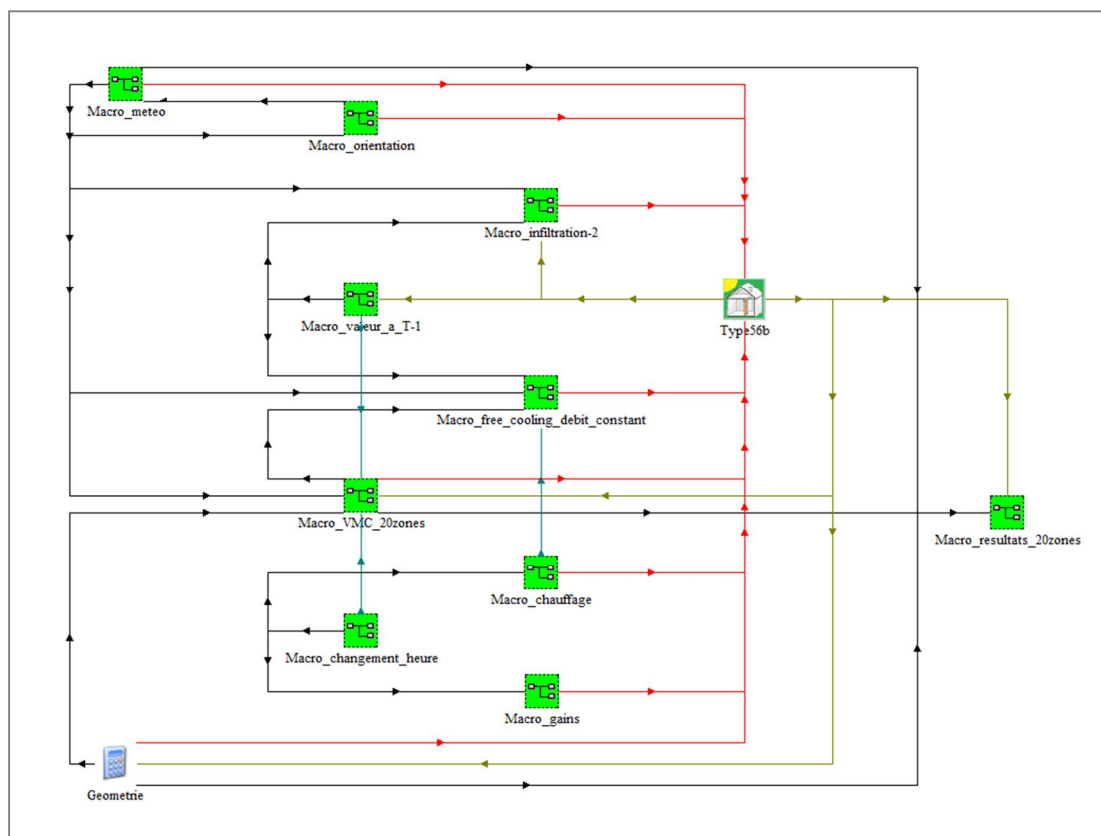 Macro_meteo
Macro_orientation
Macro_infiltration-2
Macro_valeur_a_T-1
Type56b
Macro_free_cooling_debit_constant
Macro_VMC_20zones
Macro_resultats_20zones
Macro_chauffage
Macro_changement_heure
Macro_gains
Geometrie